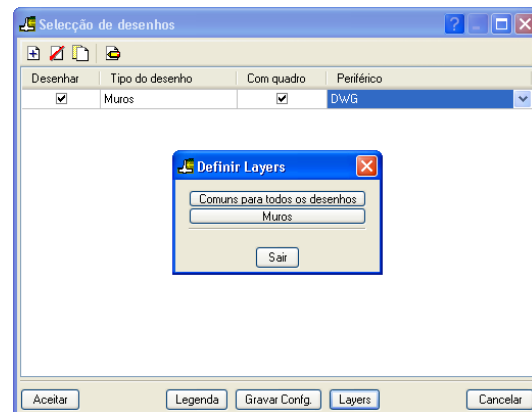 Selecção de desenhos
Desenhar Tipo do desenho Com quadro Periférico
Muros DWG
Definir Layers
Comuns para todos os desenhos
Muros
Sair
Aceitar Legenda Gravar Confg. Layers Cancelar